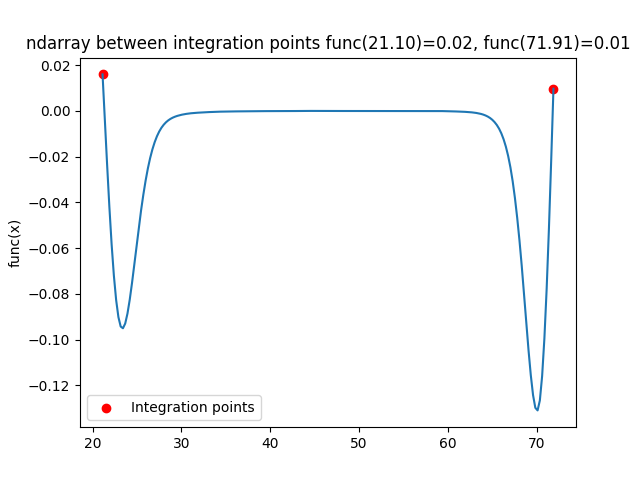 ndarray between integration points func(21.10)=0.02, func(71.91)=0.01
0.02
0.00
−0.02
−0.04
−0.06
−0.08
−0.10
−0.12
func(x)
Integration points
20 30 40 50 60 70